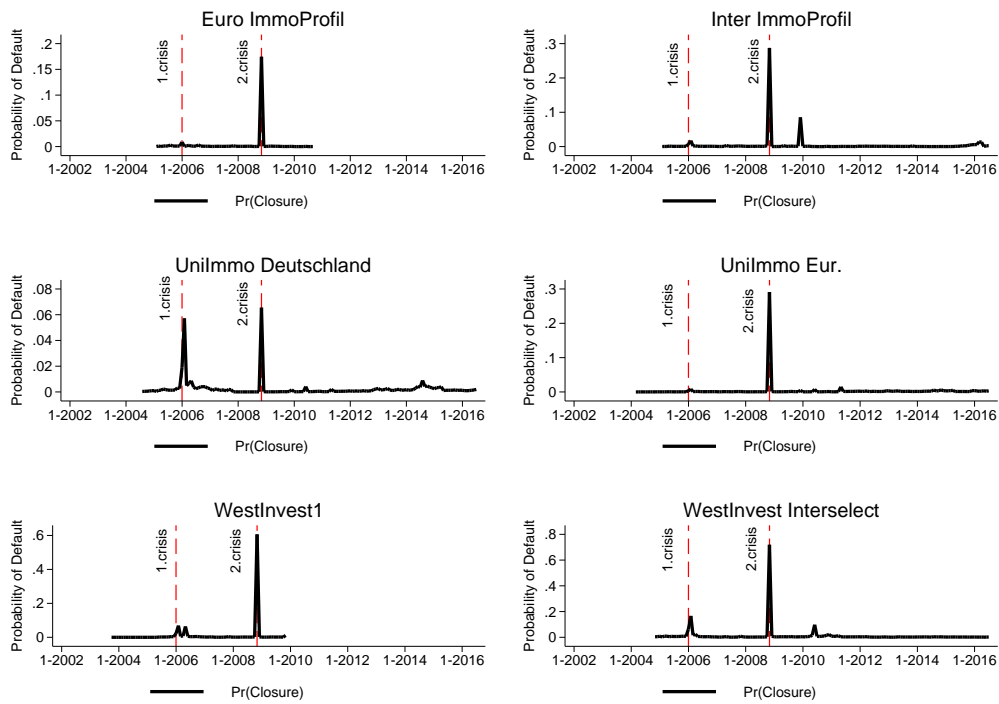 Euro ImmoProfil
Probability of Default
.2
.15
.1
.05
0
1.crisis
2.crisis
1-2002 1-2004 1-2006 1-2008 1-2010 1-2012 1-2014 1-2016
Pr(Closure)
Inter ImmoProfil
Probability of Default
.3
.2
.1
0
1.crisis
2.crisis
1-2002 1-2004 1-2006 1-2008 1-2010 1-2012 1-2014 1-2016
Pr(Closure)
UniImmo Deutschland
Probability of Default
.08
.06
.04
.02
0
1.crisis
2.crisis
1-2002 1-2004 1-2006 1-2008 1-2010 1-2012 1-2014 1-2016
Pr(Closure)
UniImmo Eur.
Probability of Default
.3
.2
.1
0
1.crisis
2.crisis
1-2002 1-2004 1-2006 1-2008 1-2010 1-2012 1-2014 1-2016
Pr(Closure)
WestInvest1
Probability of Default
.6
.4
.2
0
1.crisis
2.crisis
1-2002 1-2004 1-2006 1-2008 1-2010 1-2012 1-2014 1-2016
Pr(Closure)
WestInvest Interselect
Probability of Default
.8
.6
.4
.2
0
1.crisis
2.crisis
1-2002 1-2004 1-2006 1-2008 1-2010 1-2012 1-2014 1-2016
Pr(Closure)